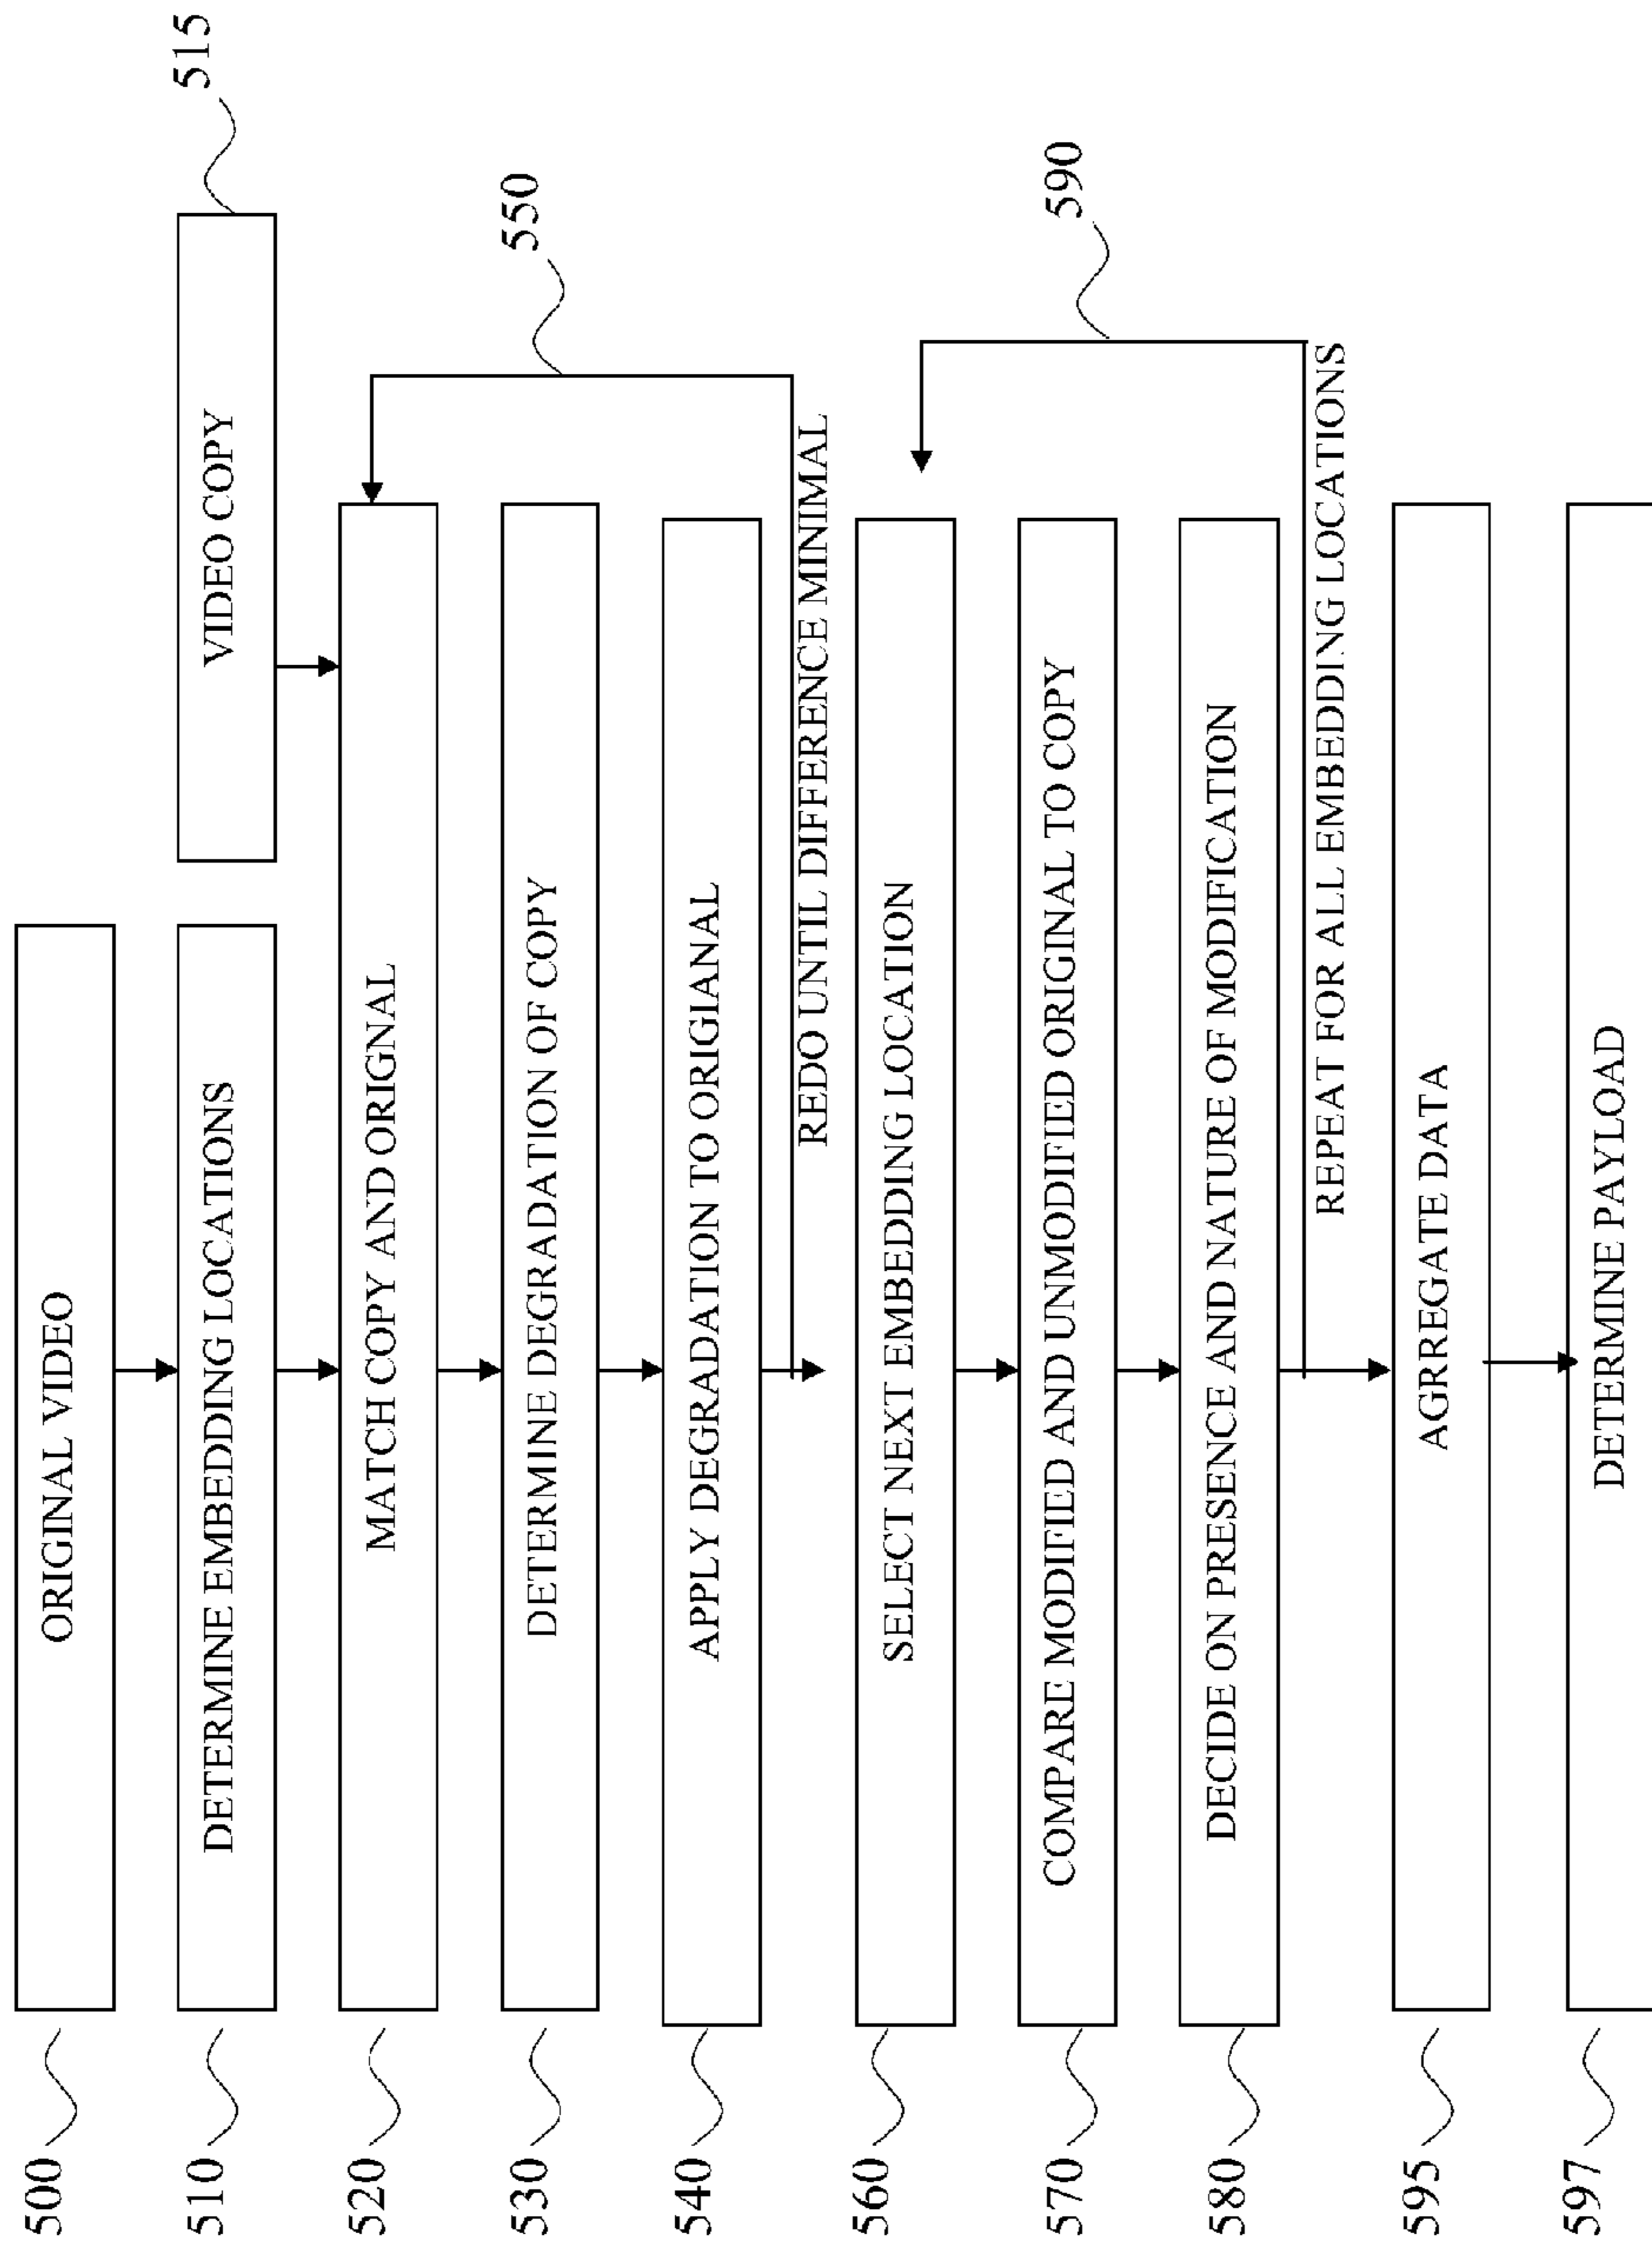 500
ORIGINAL VIDEO
510
DETERMINE EMBEDDING LOCATIONS
VIDEO COPY
515
520
MATCH COPY AND ORIGNAL
530
DETERMINE DEGRADATION OF COPY
550
540
APPLY DEGRADATION TO ORIGIANAL
REDO UNTIL DIFFERENCE MINIMAL
560
SELECT NEXT EMBEDDING LOCATION
570
COMPARE MODIFIED AND UNMODIFIED ORIGINAL TO COPY
590
580
DECIDE ON PRESENCE AND NATURE OF MODIFICATION
REPEAT FOR ALL EMBEDDING LOCATIONS
595
AGRREGATE DATA
597
DETERMINE PAYLOAD